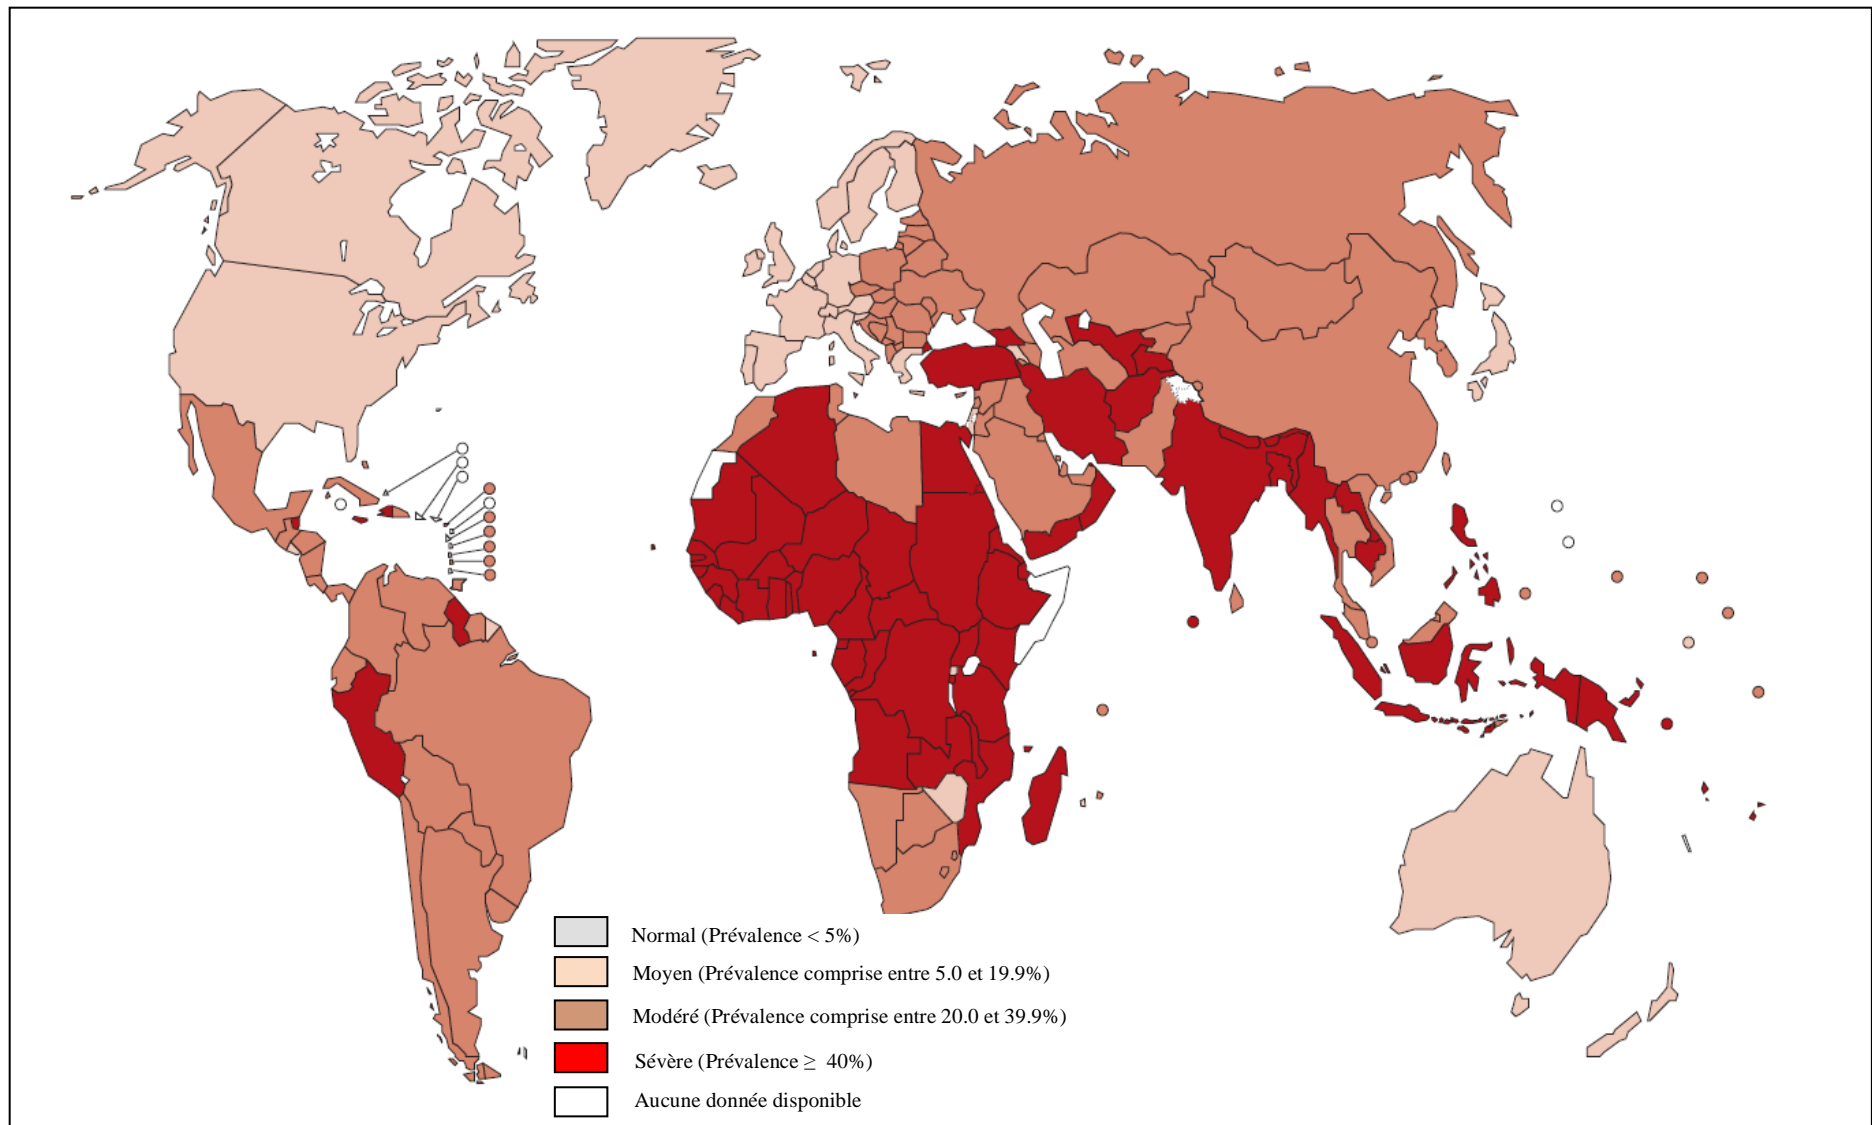 Normal (Prévalence < 5%)
Moyen (Prévalence comprise entre 5.0 et 19.9%)
Modéré (Prévalence comprise entre 20.0 et 39.9%)
Sévère (Prévalence ≥ 40%)
Aucune donnée disponible